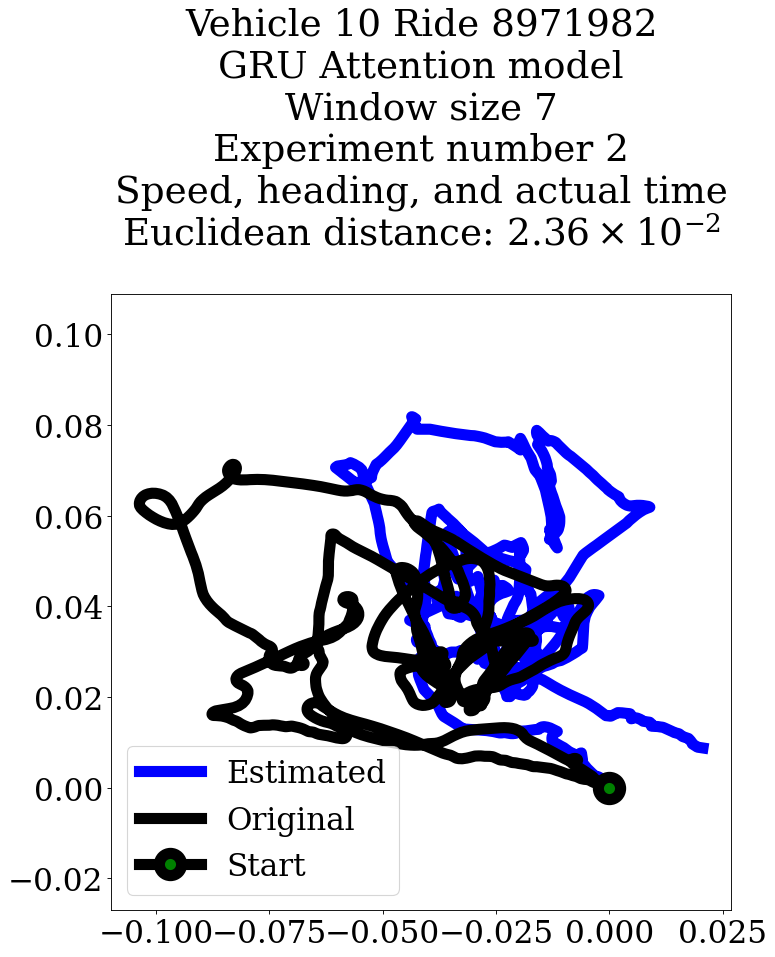 Vehicle 10 Ride 8971982
GRU Attention model
Window size 7
Experiment number 2
Speed, heading, and actual time
Euclidean distance: 2.36 × 10⁻²
0.10
0.08
0.06
0.04
0.02
0.00
−0.02
Estimated
Original
Start
−0.100 −0.075 −0.050 −0.025 0.000 0.025